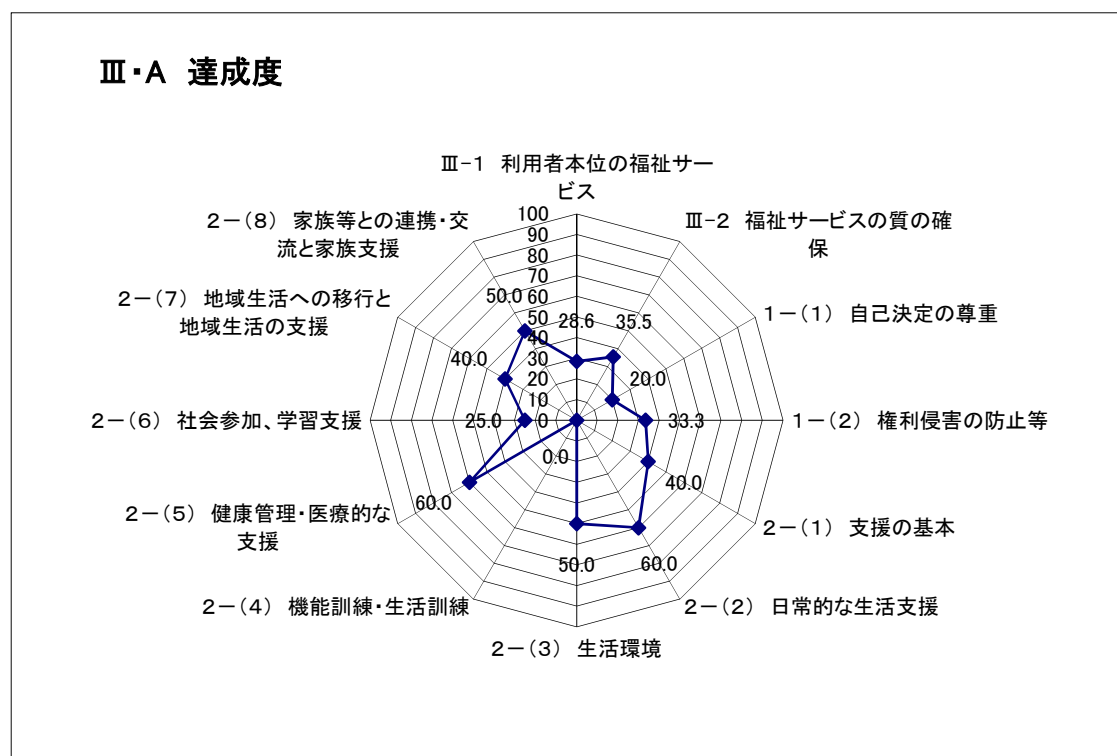 Ⅲ・A 達成度
Ⅲ-1 利用者本位の福祉サー
ビス
Ⅲ-2 福祉サービスの質の確
保
1-(1) 自己決定の尊重
1-(2) 権利侵害の防止等
2-(1) 支援の基本
2-(2) 日常的な生活支援
2-(3) 生活環境
2-(4) 機能訓練・生活訓練
2-(5) 健康管理・医療的な
支援
2-(6) 社会参加、学習支援
2-(7) 地域生活への移行と
地域生活の支援
2-(8) 家族等との連携・交
流と家族支援
100
90
80
70
60
50
40
30
20
10
0
28.6
35.5
20.0
33.3
40.0
60.0
50.0
0.0
60.0
25.0
40.0
50.0